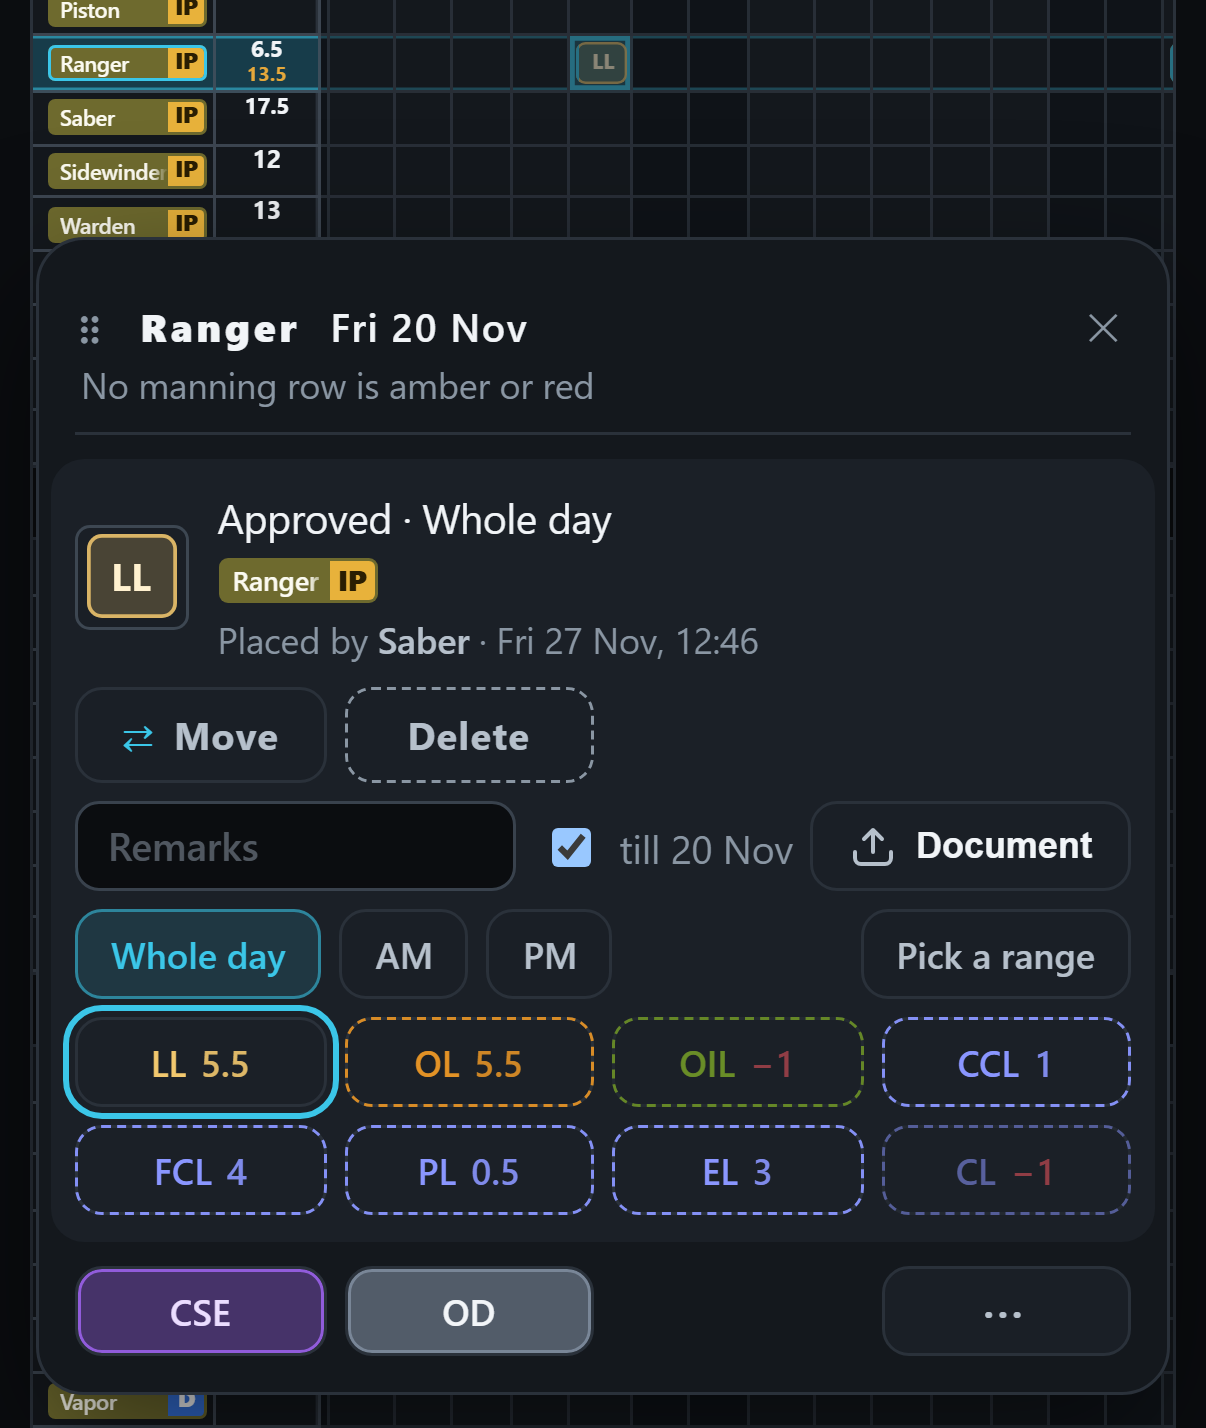 Piston IP
Ranger IP 6.5 LL
13.5
Saber IP 17.5
Sidewinder IP 12
Warden IP 13
Ranger Fri 20 Nov
No manning row is amber or red
LL Approved · Whole day
Ranger IP
Placed by Saber · Fri 27 Nov, 12:46
Move Delete
Remarks till 20 Nov Document
Whole day AM PM Pick a range
LL 5.5 OL 5.5 OIL −1 CCL 1
FCL 4 PL 0.5 EL 3 CL −1
CSE OD ...
Vapor D